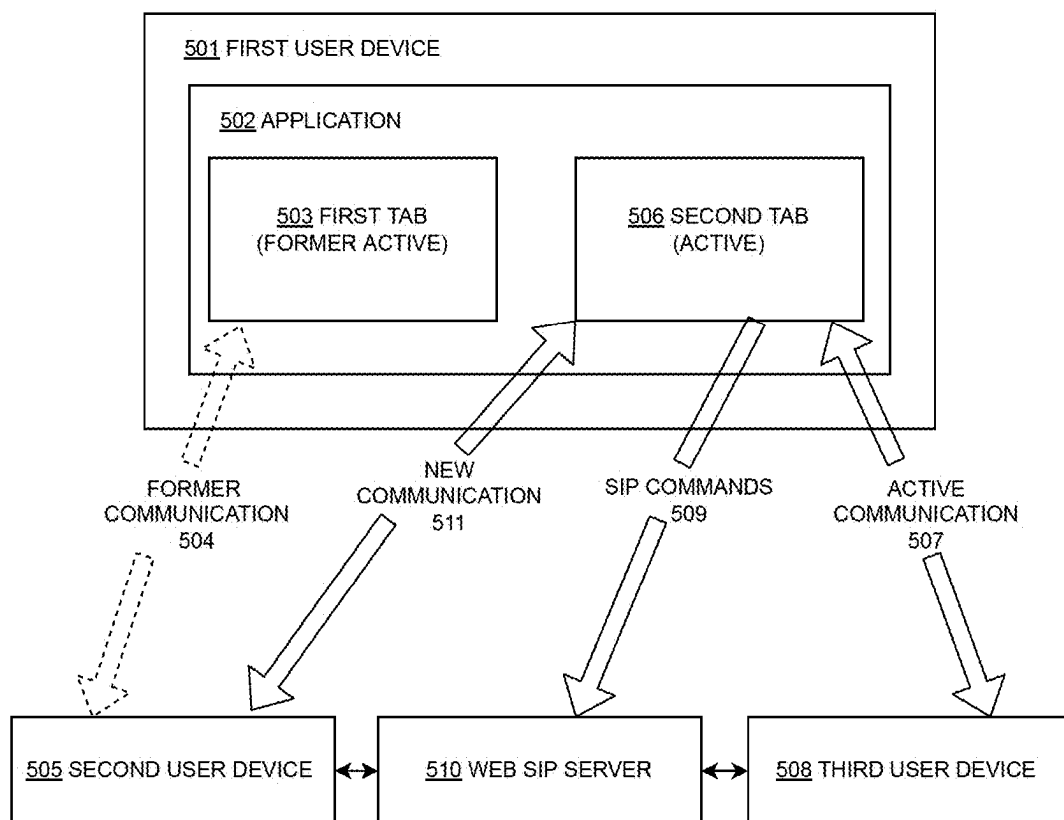 501 FIRST USER DEVICE
502 APPLICATION
503 FIRST TAB
(FORMER ACTIVE)
506 SECOND TAB
(ACTIVE)
FORMER
COMMUNICATION
504
NEW
COMMUNICATION
511
SIP COMMANDS
509
ACTIVE
COMMUNICATION
507
505 SECOND USER DEVICE
510 WEB SIP SERVER
508 THIRD USER DEVICE